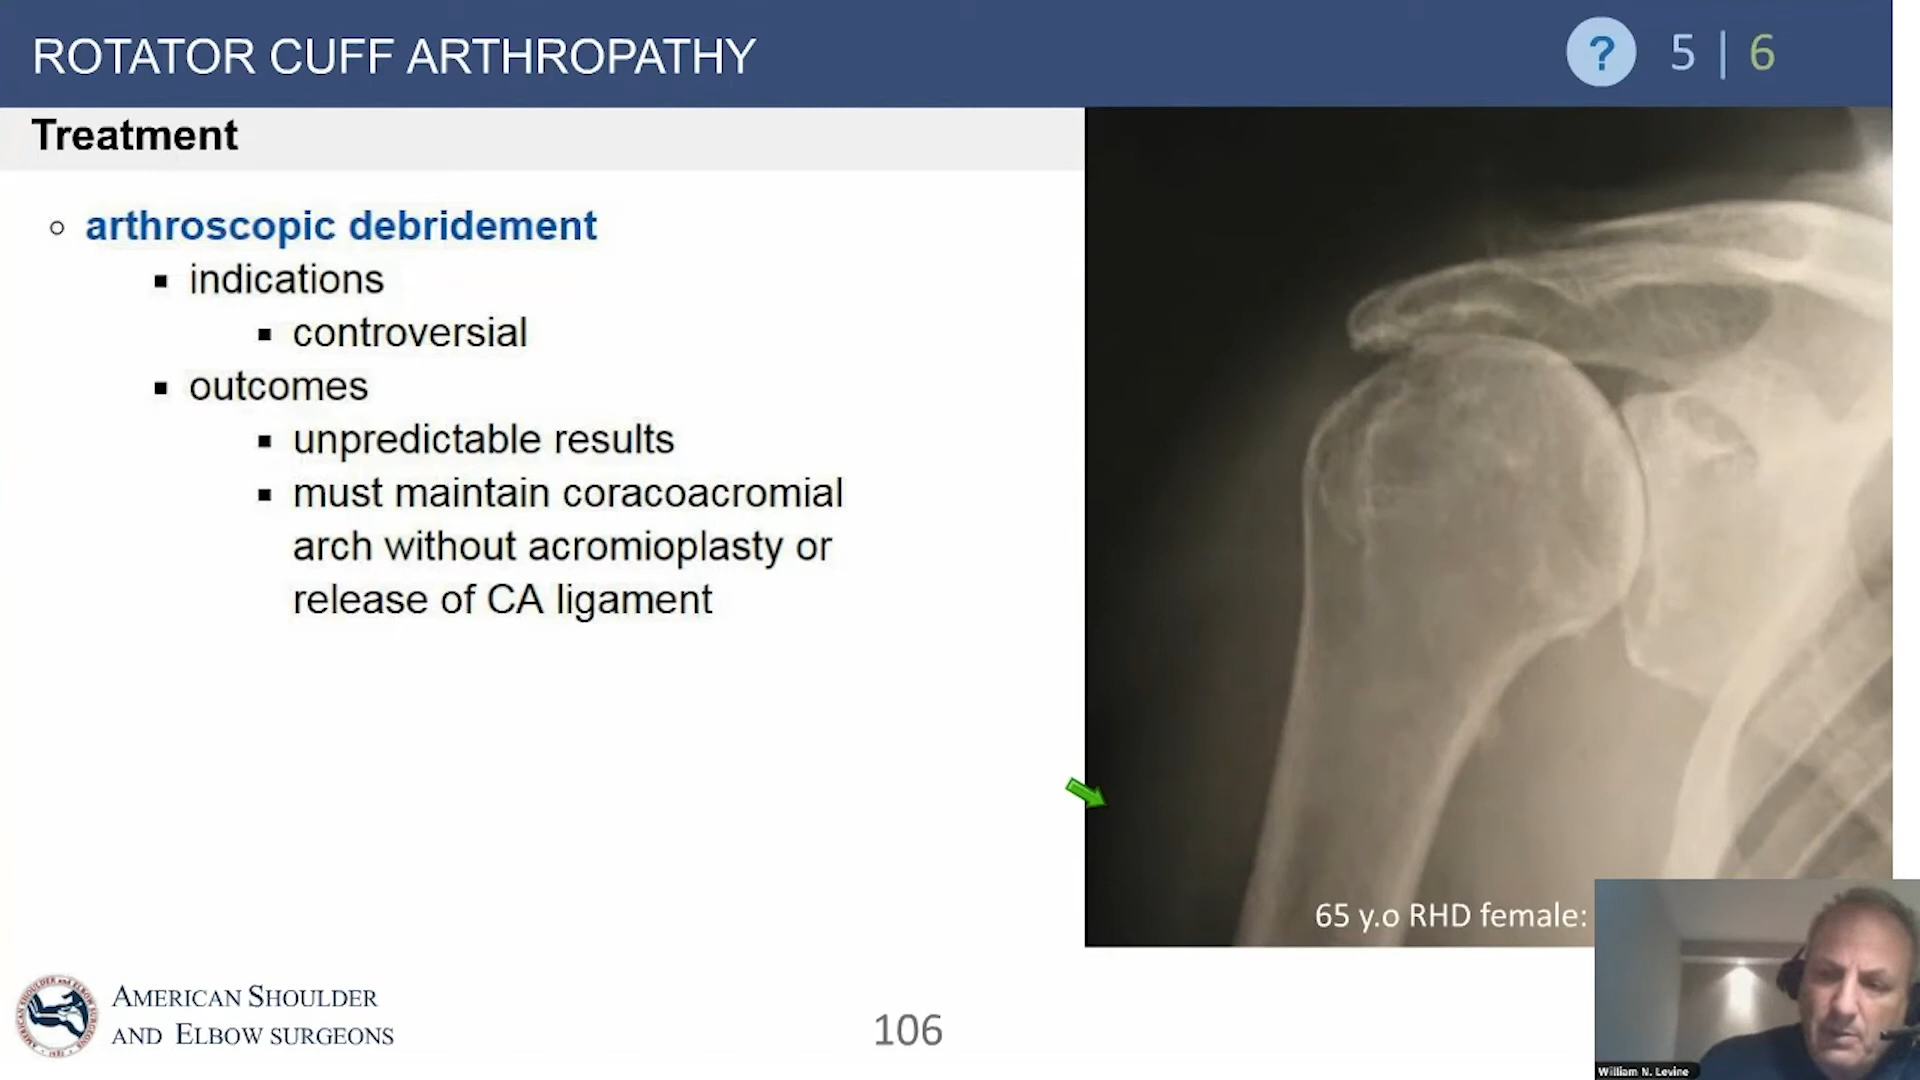 ROTATOR CUFF ARTHROPATHY
? 5 | 6
Treatment
arthroscopic debridement
indications
controversial
outcomes
unpredictable results
must maintain coracoacromial
arch without acromioplasty or
release of CA ligament
65 y.o RHD female:
AMERICAN SHOULDER
AND ELBOW SURGEONS
106
William N. Levine